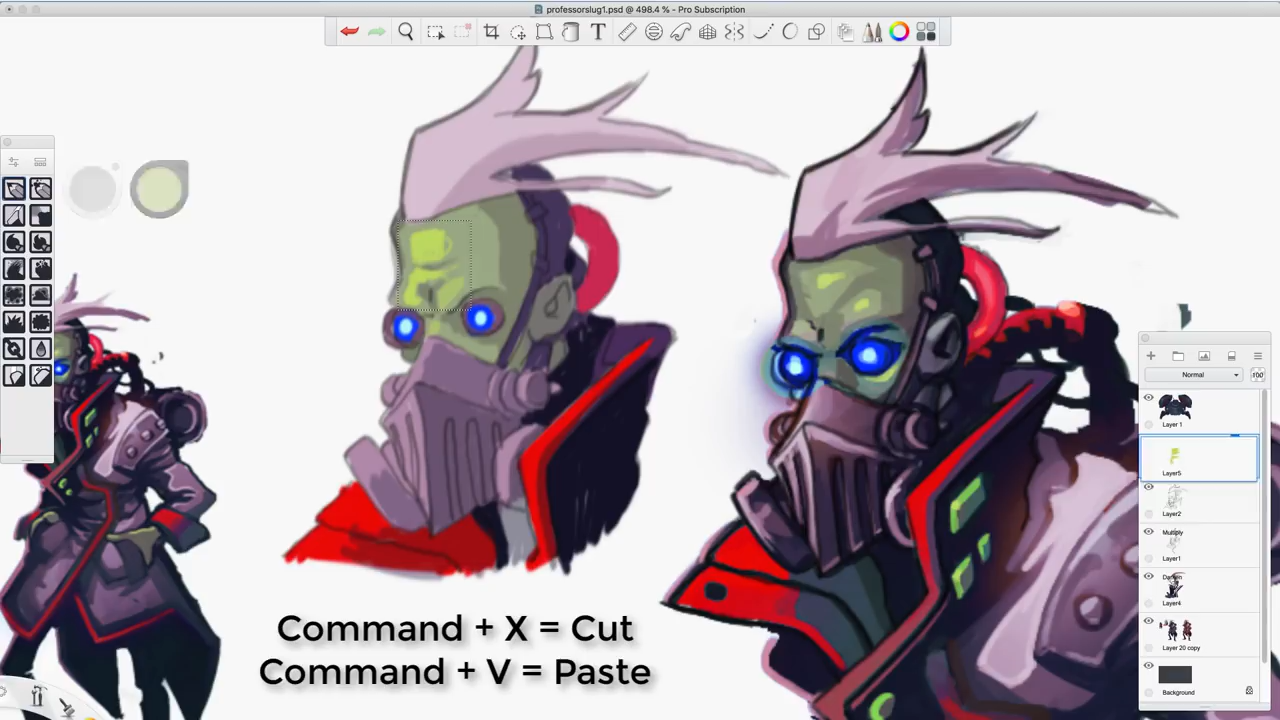 professorslug1.psd @ 498.4 % - Pro Subscription
T
Normal
100
Layer 1
Layer5
Layer2
Multiply
Layer1
Darken
Layer4
Layer 20 copy
Background
Command + X = Cut
Command + V = Paste